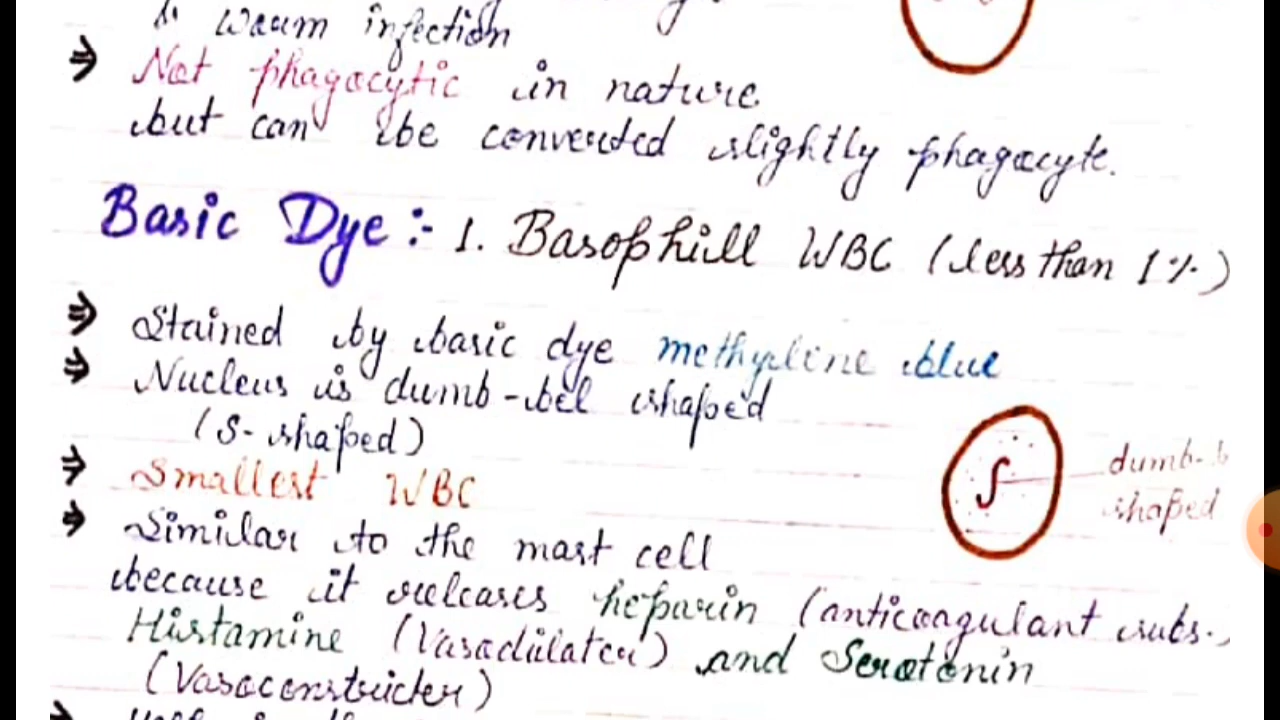 & Waum infection
⇒ Not phagocytic in nature
but can be converted slightly phagocyte.
Basic Dye :- 1. Basophill WBC (less than 1%)
⇒ Stained by basic dye methylene blue
⇒ Nucleus is dumb-bel shaped
(S-shaped)
⇒ Smallest WBC
dumb-b
shaped
⇒ Similar to the mast cell
because it releases heparin (anticoagulant subs.,
Histamine (Vasodilater) and Serotonin
(Vasoconstricter)